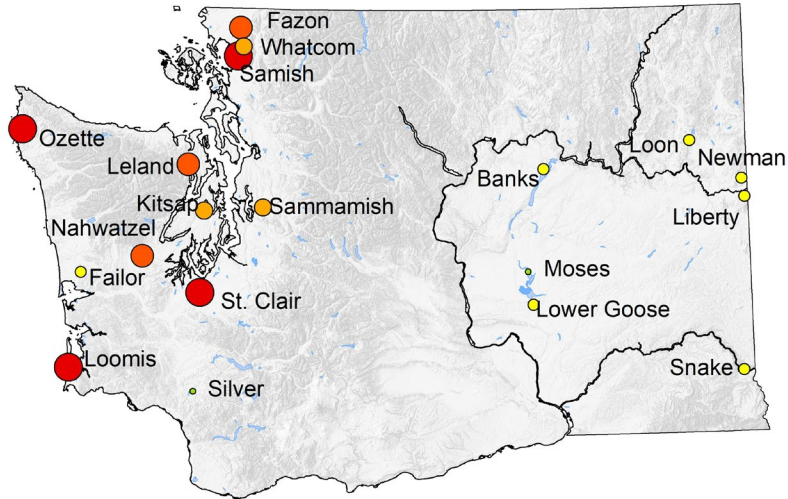 Fazon
Whatcom
Samish
Ozette
Loon
Newman
Leland
Banks
Kitsap
Sammamish
Liberty
Nahwatzel
Failor
Moses
St. Clair
Lower Goose
Loomis
Snake
Silver